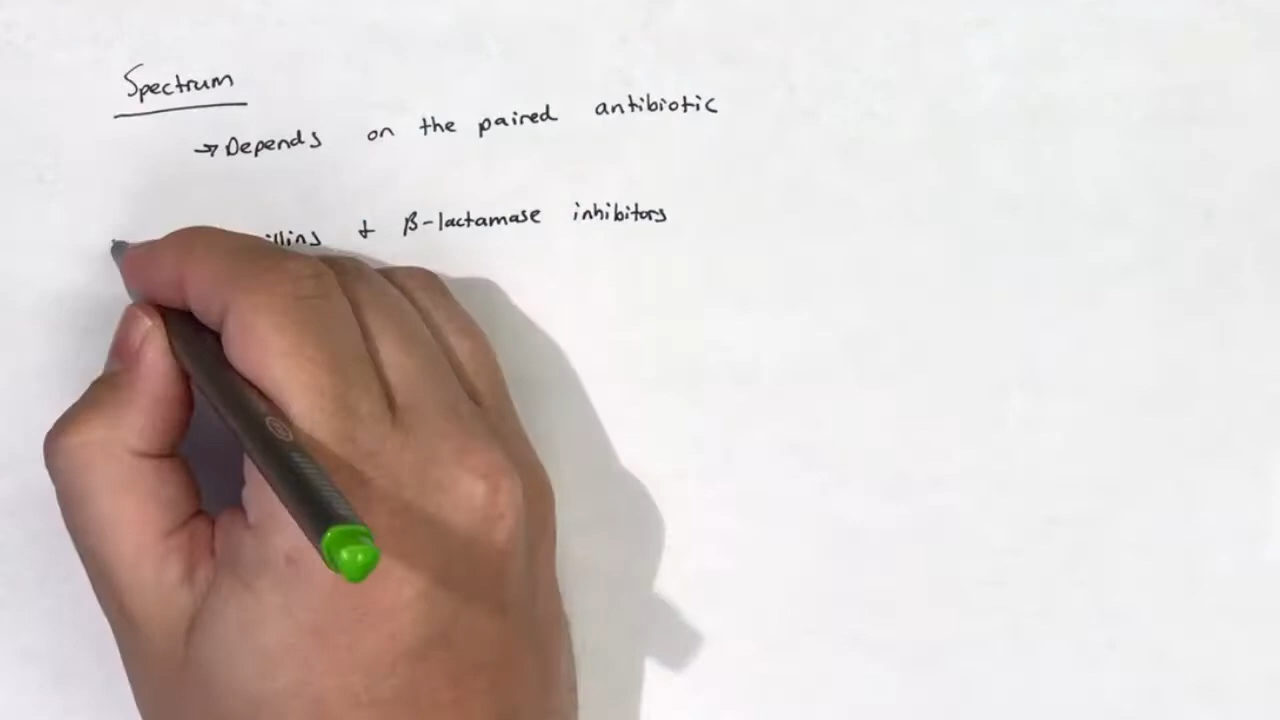 Spectrum
→ Depends on the paired antibiotic
+ β-lactamase inhibitors